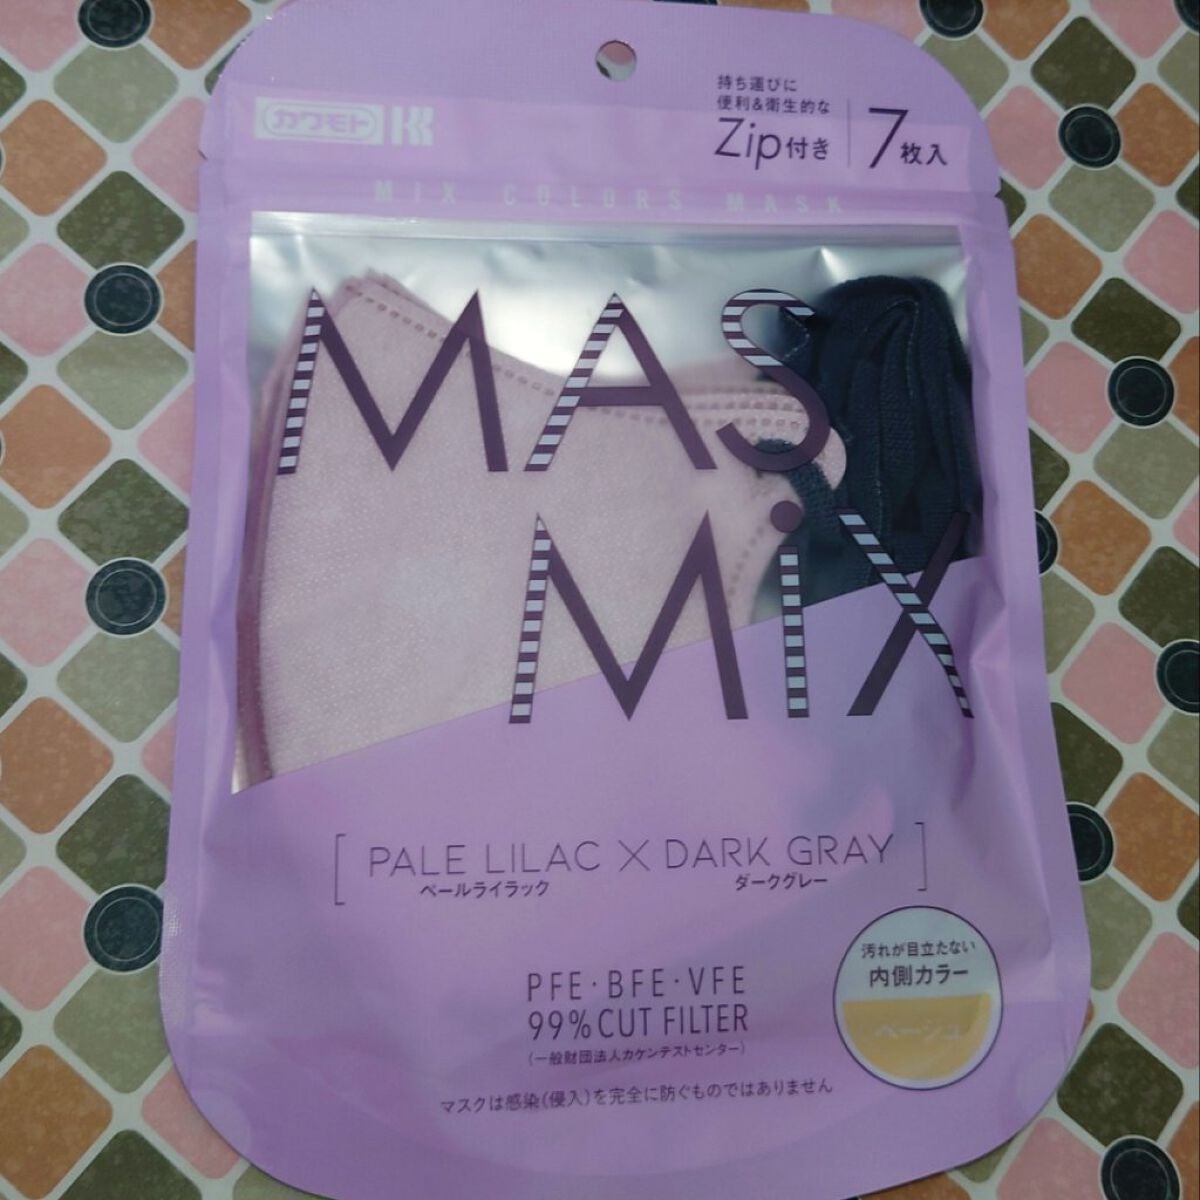 カワモト
持ち運びに
便利&衛生的な
Zip付き
7枚入
MIX COLORS MASK
MAS
MiX
[ PALE LILAC X DARK GRAY ]
ペールライラック ダークグレー
汚れが目立たない
内側カラー
ベージュ
PFE・BFE・VFE
99%CUT FILTER
(一般財団法人カケンテストセンター)
マスクは感染(侵入)を完全に防ぐものではありません